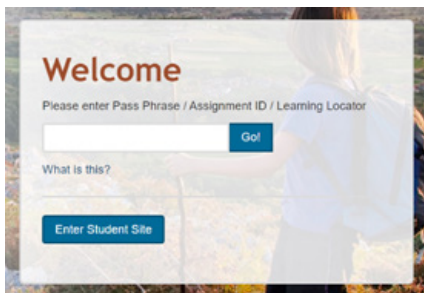 Welcome
Please enter Pass Phrase / Assignment ID / Learning Locator
Go!
What is this?
Enter Student Site